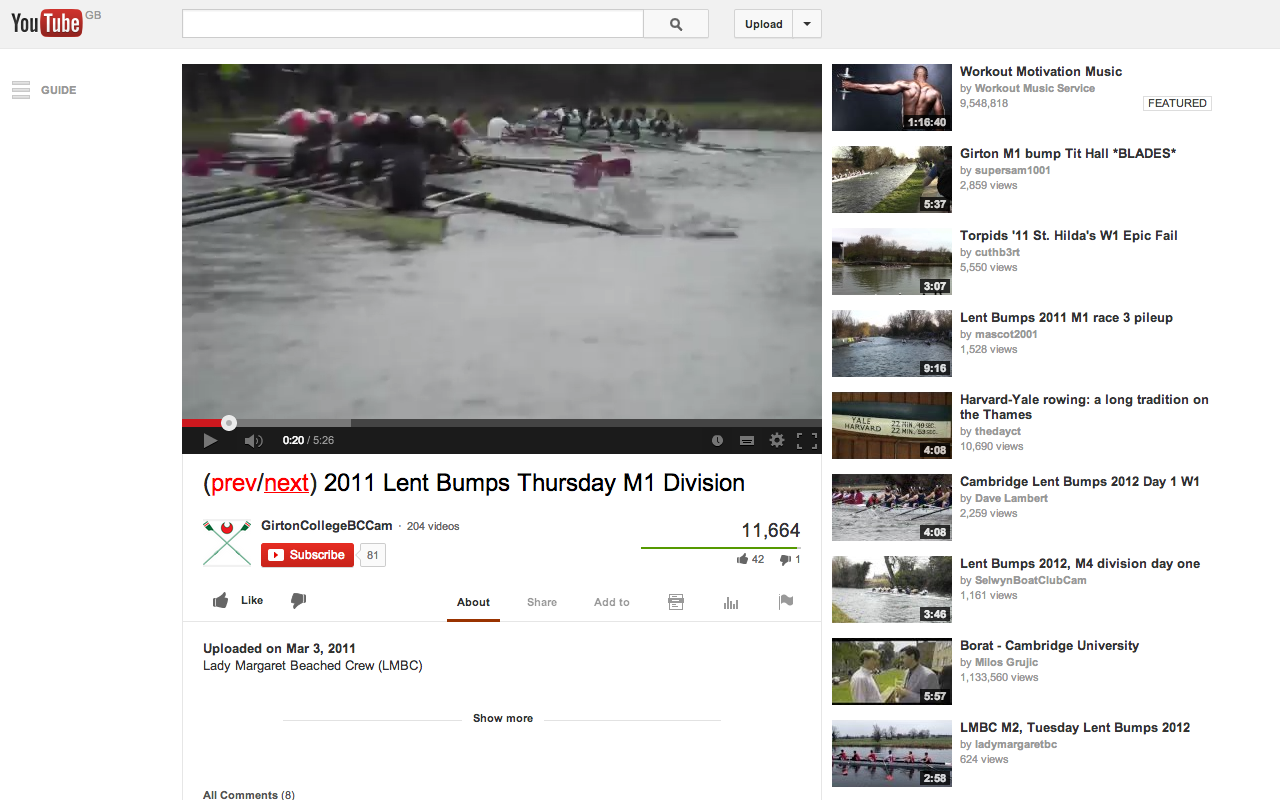 YouTube GB
Upload
GUIDE
0:20 / 5:26
(prev/next) 2011 Lent Bumps Thursday M1 Division
GirtonCollegeBCCam · 204 videos
Subscribe 81
11,664
42 1
Like
About Share Add to
Uploaded on Mar 3, 2011
Lady Margaret Beached Crew (LMBC)
Show more
All Comments (8)
1:16:40
Workout Motivation Music
by Workout Music Service
9,548,818
FEATURED
5:37
Girton M1 bump Tit Hall *BLADES*
by supersam1001
2,859 views
3:07
Torpids '11 St. Hilda's W1 Epic Fail
by cuthb3rt
5,550 views
9:16
Lent Bumps 2011 M1 race 3 pileup
by mascot2001
1,528 views
YALE
HARVARD
4:08
Harvard-Yale rowing: a long tradition on
the Thames
by thedayct
10,690 views
4:08
Cambridge Lent Bumps 2012 Day 1 W1
by Dave Lambert
2,259 views
3:46
Lent Bumps 2012, M4 division day one
by SelwynBoatClubCam
1,161 views
5:57
Borat - Cambridge University
by Milos Grujic
1,133,560 views
2:58
LMBC M2, Tuesday Lent Bumps 2012
by ladymargaretbc
624 views